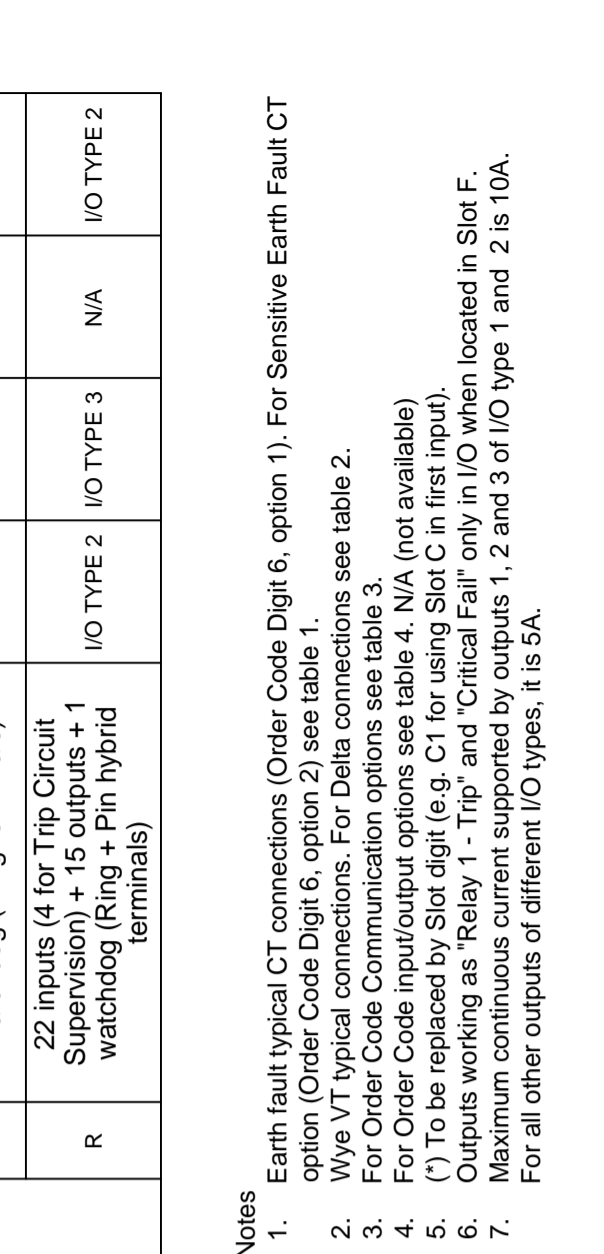 R
22 inputs (4 for Trip Circuit
Supervision) + 15 outputs + 1
watchdog (Ring + Pin hybrid
terminals)
I/O TYPE 2
I/O TYPE 3
N/A
I/O TYPE 2
Notes
1. Earth fault typical CT connections (Order Code Digit 6, option 1). For Sensitive Earth Fault CT
option (Order Code Digit 6, option 2) see table 1.
2. Wye VT typical connections. For Delta connections see table 2.
3. For Order Code Communication options see table 3.
4. For Order Code input/output options see table 4. N/A (not available)
5. (*) To be replaced by Slot digit (e.g. C1 for using Slot C in first input).
6. Outputs working as "Relay 1 - Trip" and "Critical Fail" only in I/O when located in Slot F.
7. Maximum continuous current supported by outputs 1, 2 and 3 of I/O type 1 and 2 is 10A.
For all other outputs of different I/O types, it is 5A.